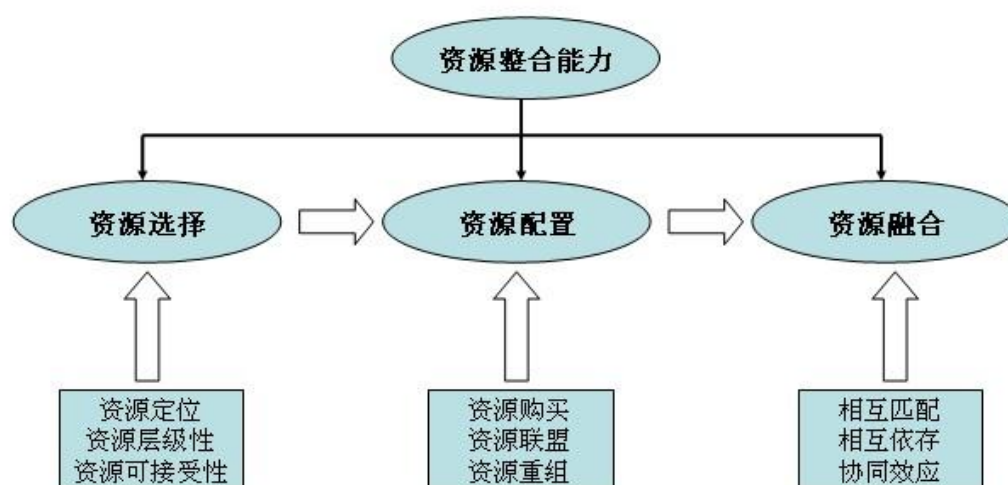 资源整合能力
资源选择
资源配置
资源融合
资源定位
资源层级性
资源可接受性
资源购买
资源联盟
资源重组
相互匹配
相互依存
协同效应